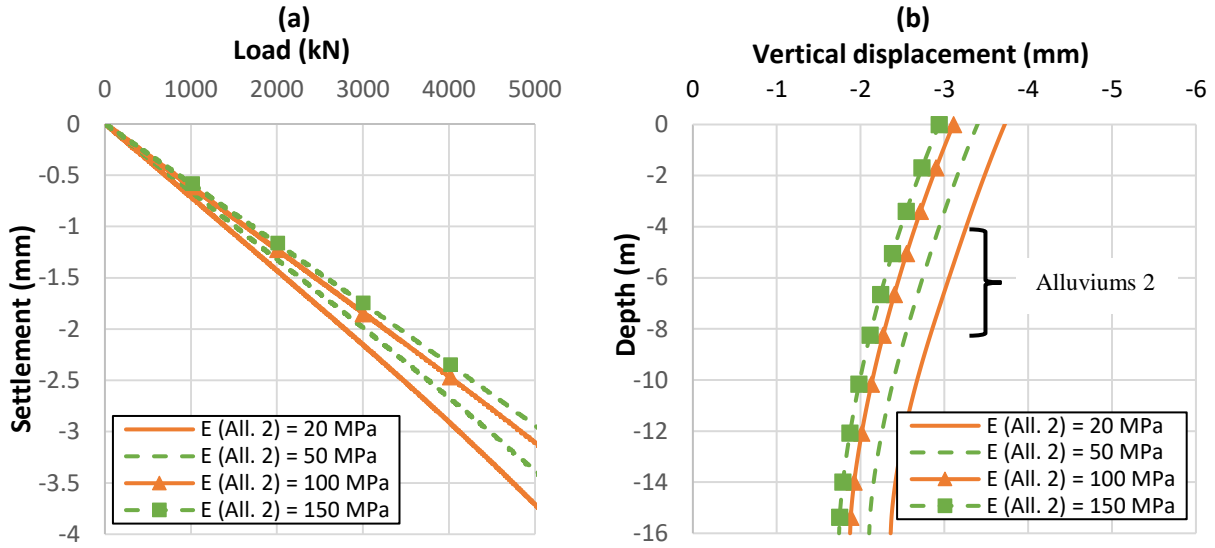 (a)
Load (kN)
0 1000 2000 3000 4000 5000
Settlement (mm)
0
-0.5
-1
-1.5
-2
-2.5
-3
-3.5
-4
E (All. 2) = 20 MPa
E (All. 2) = 50 MPa
E (All. 2) = 100 MPa
E (All. 2) = 150 MPa
(b)
Vertical displacement (mm)
0 -1 -2 -3 -4 -5 -6
Depth (m)
0
-2
-4
-6
-8
-10
-12
-14
-16
Alluviums 2
E (All. 2) = 20 MPa
E (All. 2) = 50 MPa
E (All. 2) = 100 MPa
E (All. 2) = 150 MPa